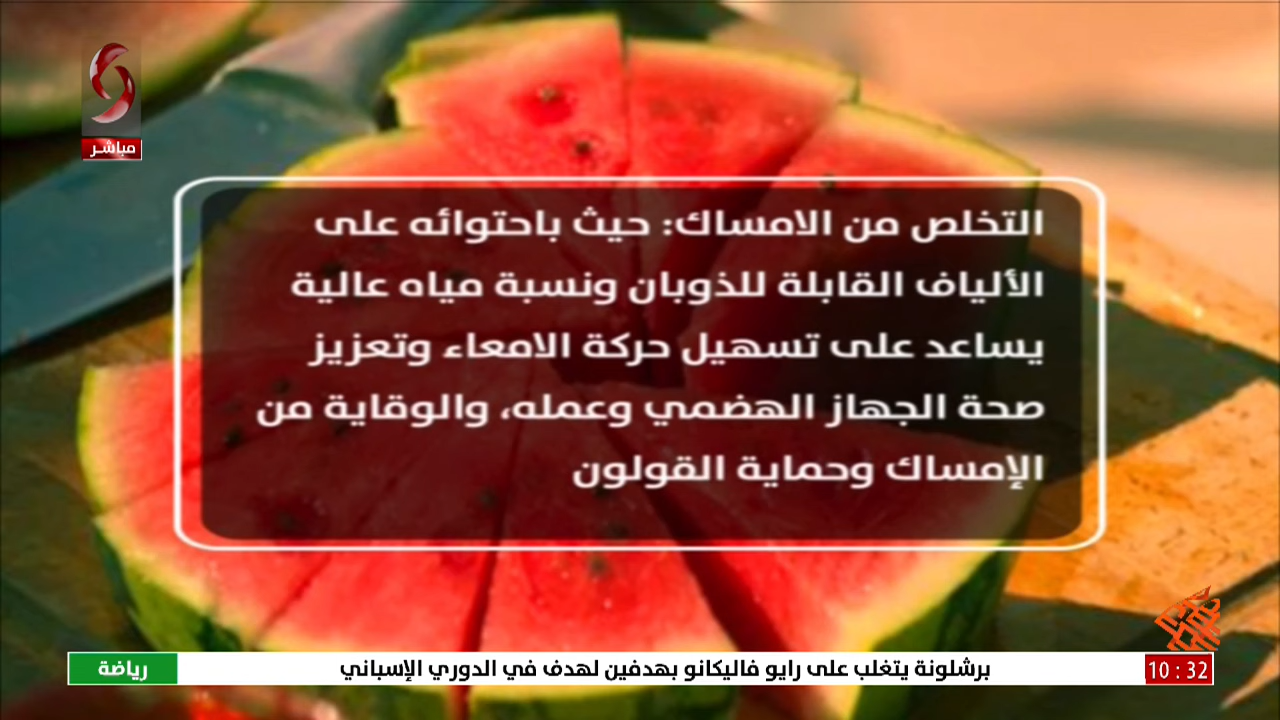 مباشر
التخلص من الامساك: حيث باحتوائه على
الألياف القابلة للذوبان ونسبة مياه عالية
يساعد على تسهيل حركة الامعاء وتعزيز
صحة الجهاز الهضمي وعمله، والوقاية من
الإمساك وحماية القولون
رياضة
برشلونة يتغلب على رايو فاليكانو بهدفين لهدف في الدوري الإسباني
10 : 32